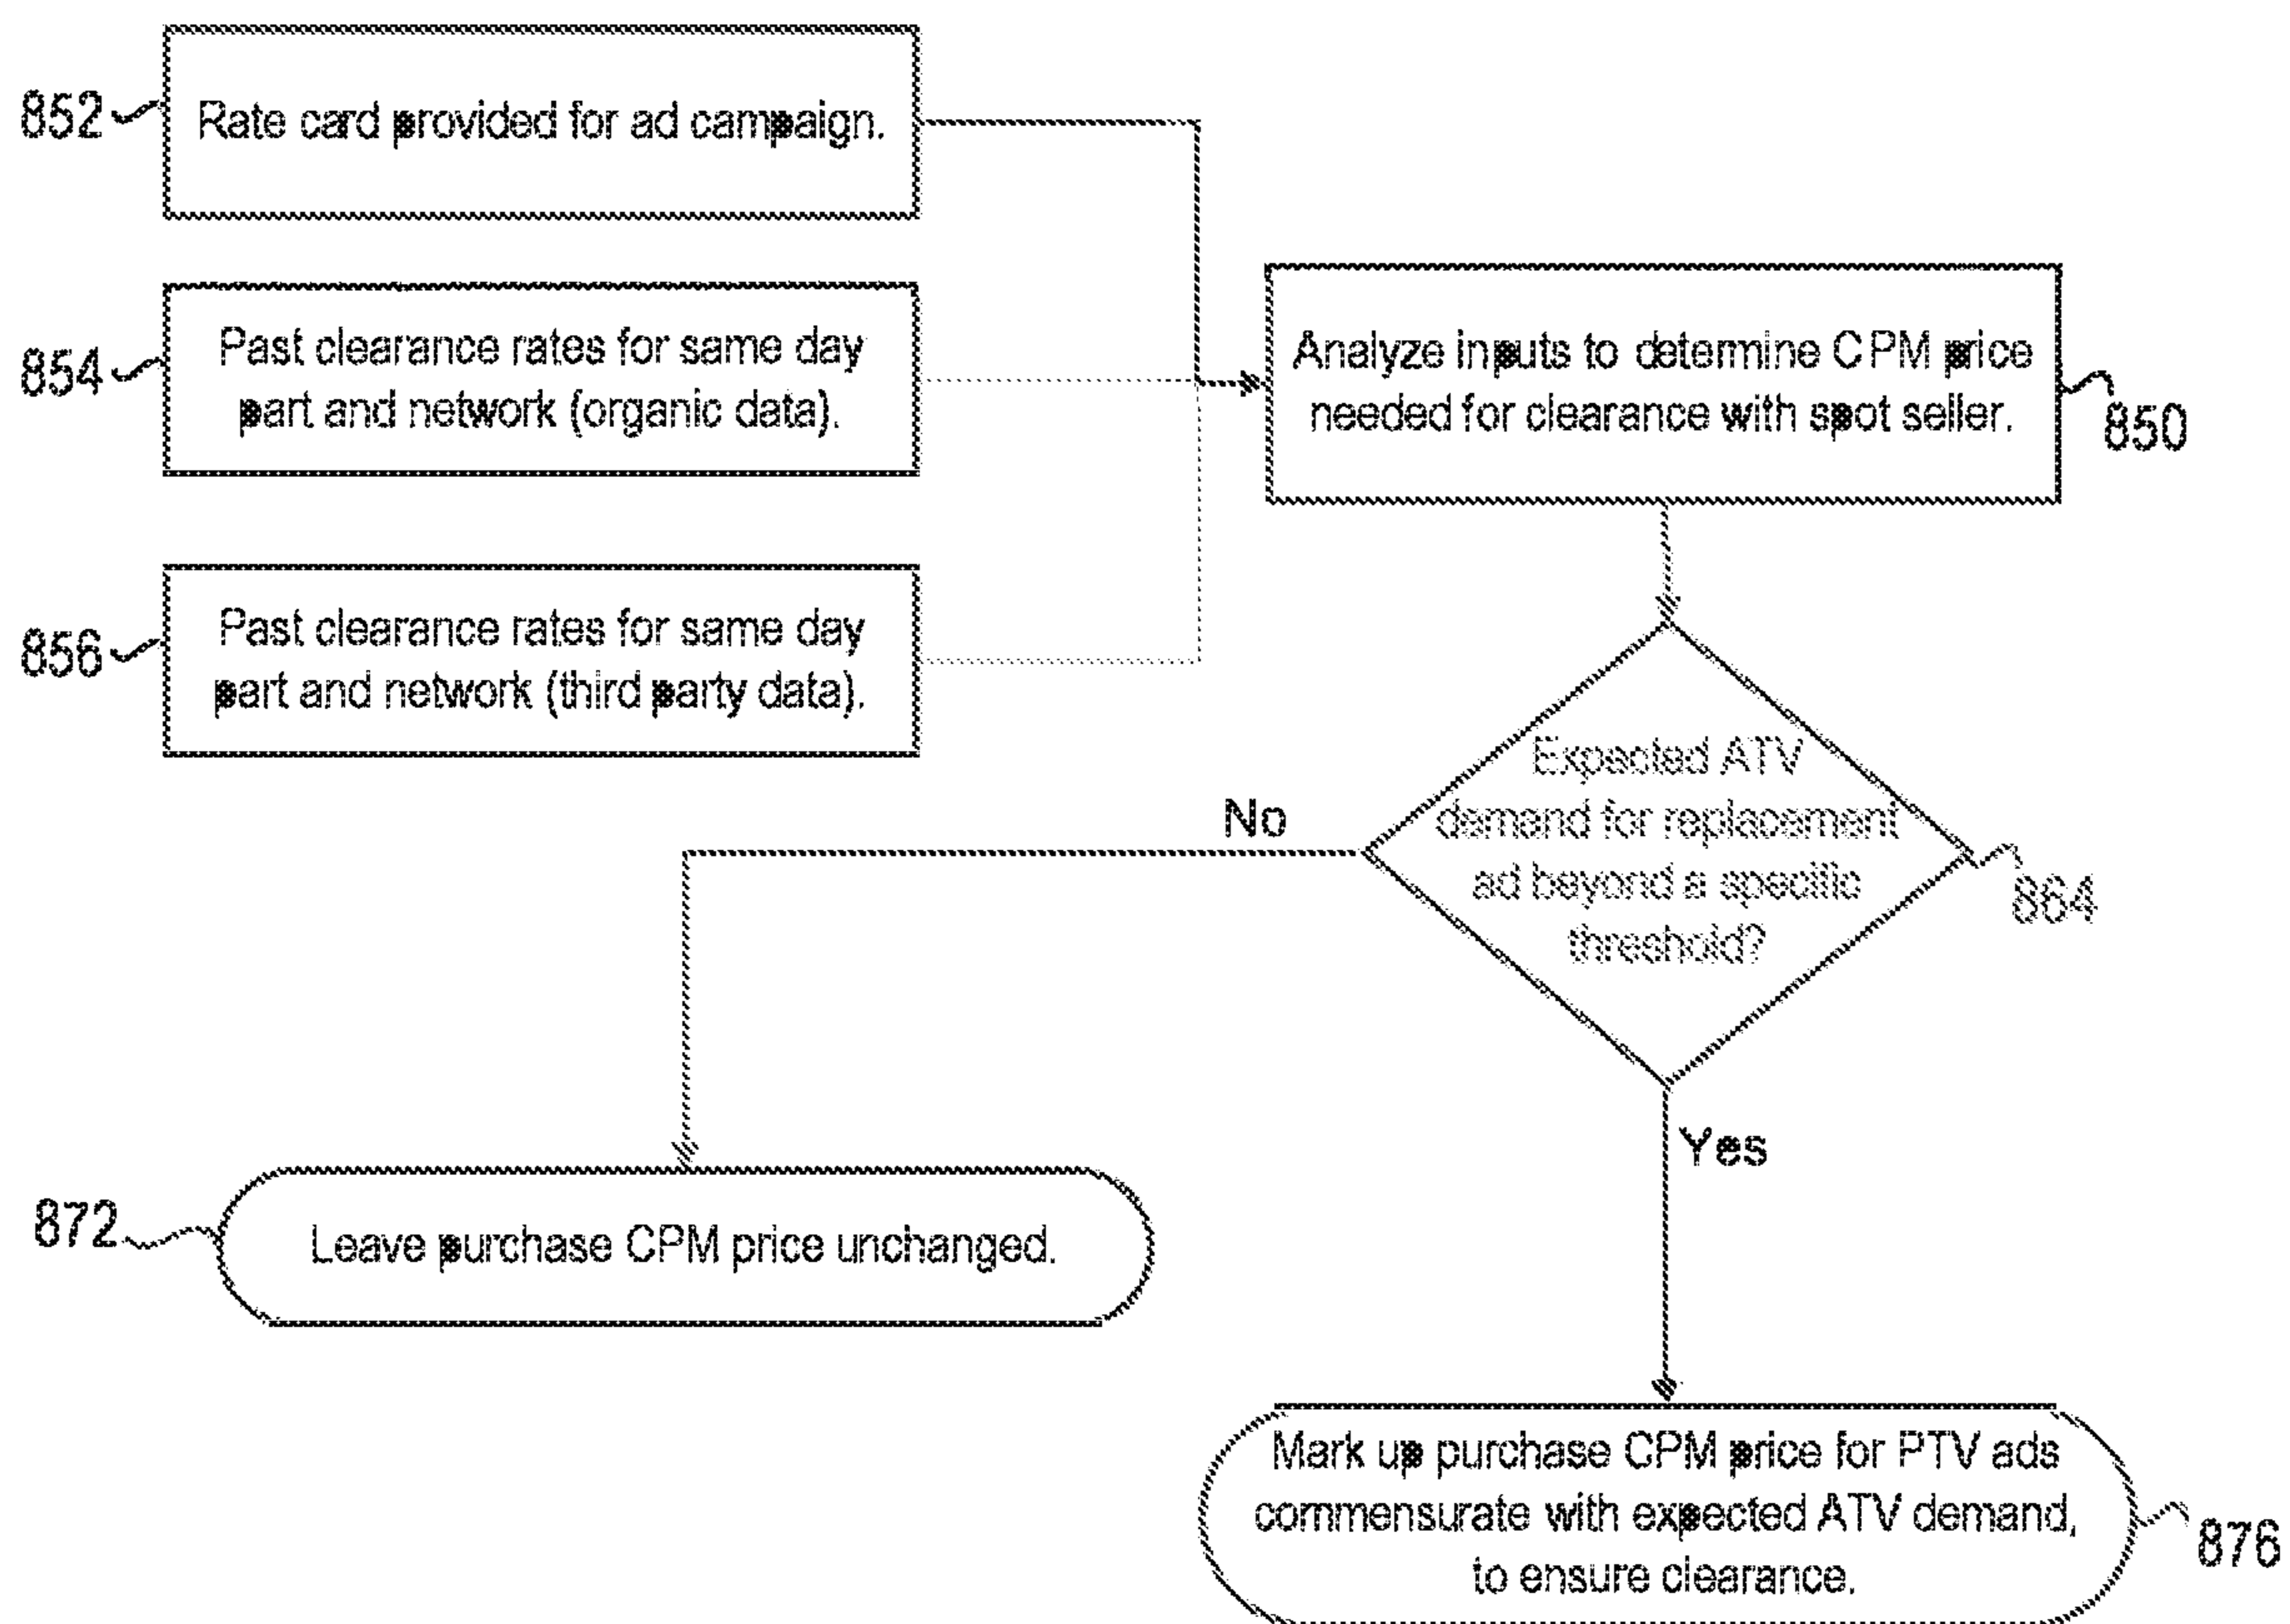 852
Rate card provided for ad campaign.
854
Past clearance rates for same day
part and network (organic data).
856
Past clearance rates for same day
part and network (third party data).
Analyze inputs to determine CPM price
needed for clearance with spot seller.
850
Expected ATV
demand for replacement
ad beyond a specific
threshold?
864
No
Yes
872
Leave purchase CPM price unchanged.
Mark up purchase CPM price for PTV ads
commensurate with expected ATV demand,
to ensure clearance.
876